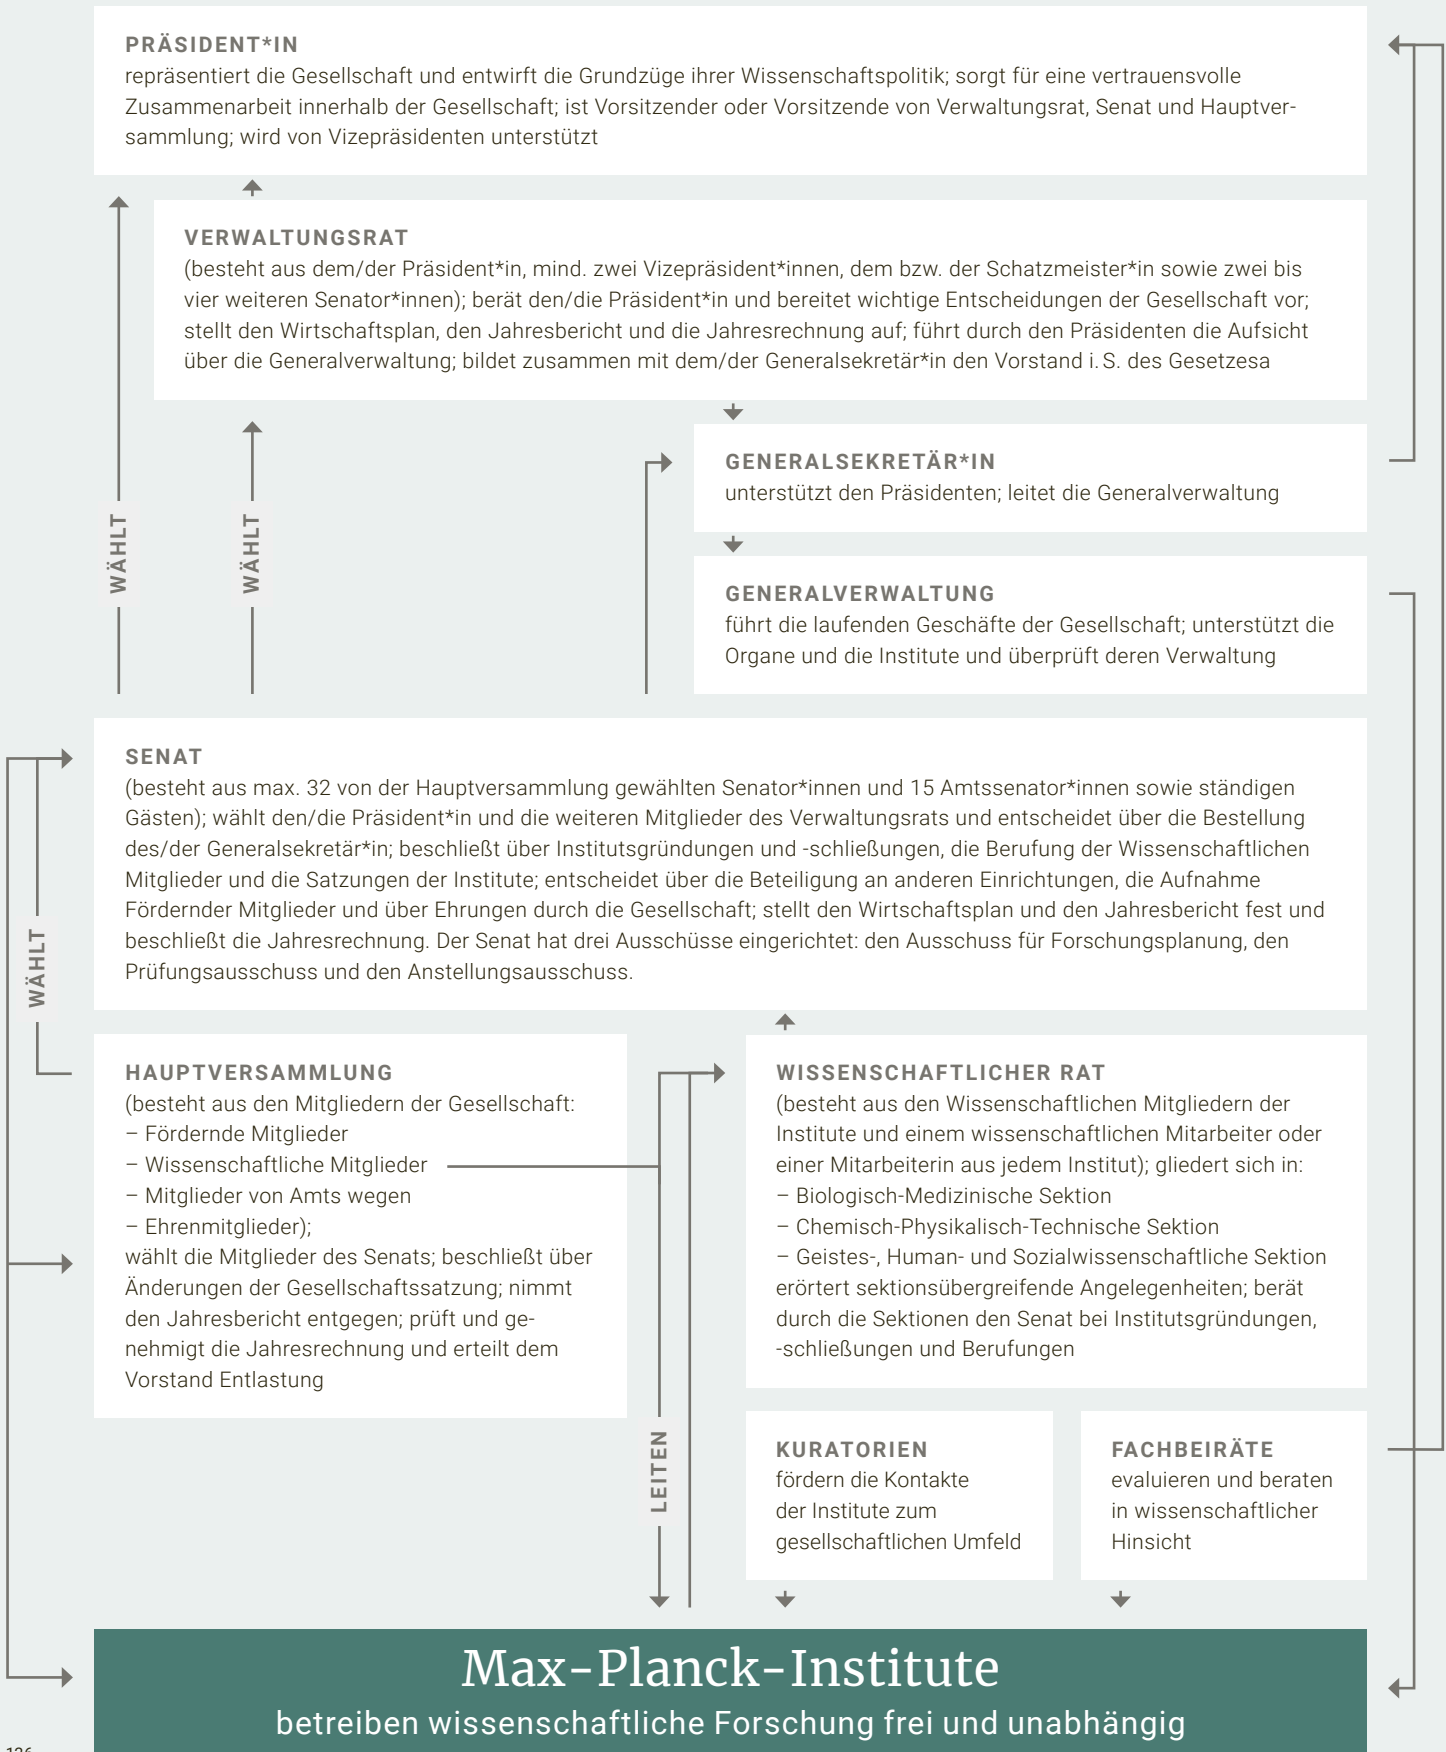 PRÄSIDENT*IN
repräsentiert die Gesellschaft und entwirft die Grundzüge ihrer Wissenschaftspolitik; sorgt für eine vertrauensvolle
Zusammenarbeit innerhalb der Gesellschaft; ist Vorsitzender oder Vorsitzende von Verwaltungsrat, Senat und Hauptver-
sammlung; wird von Vizepräsidenten unterstützt
VERWALTUNGSRAT
(besteht aus dem/der Präsident*in, mind. zwei Vizepräsident*innen, dem bzw. der Schatzmeister*in sowie zwei bis
vier weiteren Senator*innen); berät den/die Präsident*in und bereitet wichtige Entscheidungen der Gesellschaft vor;
stellt den Wirtschaftsplan, den Jahresbericht und die Jahresrechnung auf; führt durch den Präsidenten die Aufsicht
über die Generalverwaltung; bildet zusammen mit dem/der Generalsekretär*in den Vorstand i. S. des Gesetzesa
GENERALSEKRETÄR*IN
unterstützt den Präsidenten; leitet die Generalverwaltung
WÄHLT
WÄHLT
GENERALVERWALTUNG
führt die laufenden Geschäfte der Gesellschaft; unterstützt die
Organe und die Institute und überprüft deren Verwaltung
SENAT
(besteht aus max. 32 von der Hauptversammlung gewählten Senator*innen und 15 Amtssenator*innen sowie ständigen
Gästen); wählt den/die Präsident*in und die weiteren Mitglieder des Verwaltungsrats und entscheidet über die Bestellung
des/der Generalsekretär*in; beschließt über Institutsgründungen und -schließungen, die Berufung der Wissenschaftlichen
Mitglieder und die Satzungen der Institute; entscheidet über die Beteiligung an anderen Einrichtungen, die Aufnahme
Fördernder Mitglieder und über Ehrungen durch die Gesellschaft; stellt den Wirtschaftsplan und den Jahresbericht fest und
beschließt die Jahresrechnung. Der Senat hat drei Ausschüsse eingerichtet: den Ausschuss für Forschungsplanung, den
Prüfungsausschuss und den Anstellungsausschuss.
WÄHLT
HAUPTVERSAMMLUNG
(besteht aus den Mitgliedern der Gesellschaft:
– Fördernde Mitglieder
– Wissenschaftliche Mitglieder
– Mitglieder von Amts wegen
– Ehrenmitglieder);
wählt die Mitglieder des Senats; beschließt über
Änderungen der Gesellschaftssatzung; nimmt
den Jahresbericht entgegen; prüft und ge-
nehmigt die Jahresrechnung und erteilt dem
Vorstand Entlastung
WISSENSCHAFTLICHER RAT
(besteht aus den Wissenschaftlichen Mitgliedern der
Institute und einem wissenschaftlichen Mitarbeiter oder
einer Mitarbeiterin aus jedem Institut); gliedert sich in:
– Biologisch-Medizinische Sektion
– Chemisch-Physikalisch-Technische Sektion
– Geistes-, Human- und Sozialwissenschaftliche Sektion
erörtert sektionsübergreifende Angelegenheiten; berät
durch die Sektionen den Senat bei Institutsgründungen,
-schließungen und Berufungen
LEITEN
KURATORIEN
fördern die Kontakte
der Institute zum
gesellschaftlichen Umfeld
FACHBEIRÄTE
evaluieren und beraten
in wissenschaftlicher
Hinsicht
Max-Planck-Institute
betreiben wissenschaftliche Forschung frei und unabhängig